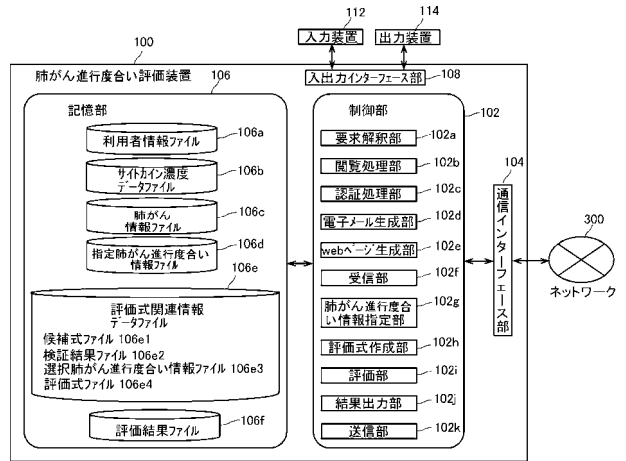 112
114
入力装置
出力装置
100
肺がん進行度合い評価装置
106
入出力インターフェース部
108
記憶部
制御部
102
利用者情報ファイル
106a
サイトカイン濃度
データファイル
106b
肺がん
情報ファイル
106c
指定肺がん進行度合い
情報ファイル
106d
106e
評価式関連情報
データファイル
候補式ファイル 106e1
検証結果ファイル 106e2
選択肺がん進行度合い情報ファイル 106e3
評価式ファイル 106e4
評価結果ファイル
106f
要求解釈部
102a
閲覧処理部
102b
認証処理部
102c
電子メール生成部
102d
webページ生成部
102e
受信部
102f
肺がん進行度合
い情報指定部
102g
評価式作成部
102h
評価部
102i
結果出力部
102j
送信部
102k
104
通信インターフェース部
300
ネットワーク